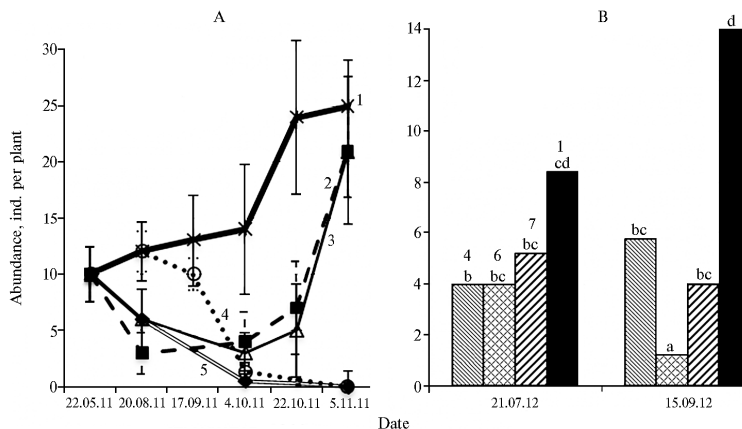 A
B
Abundance, ind. per plant
30
25
20
15
10
5
0
1
2
3
4
5
22.05.11 20.08.11 17.09.11 4.10.11 22.10.11 5.11.11
14
12
10
8
6
4
2
0
4
b
6
bc
7
bc
1
cd
bc
a
bc
d
21.07.12 15.09.12
Date